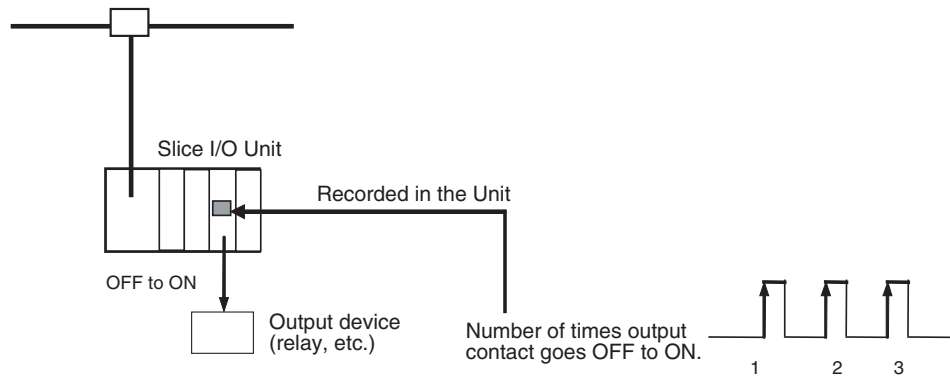 Slice I/O Unit
Recorded in the Unit
OFF to ON
Output device
(relay, etc.)
Number of times output
contact goes OFF to ON.
1 2 3